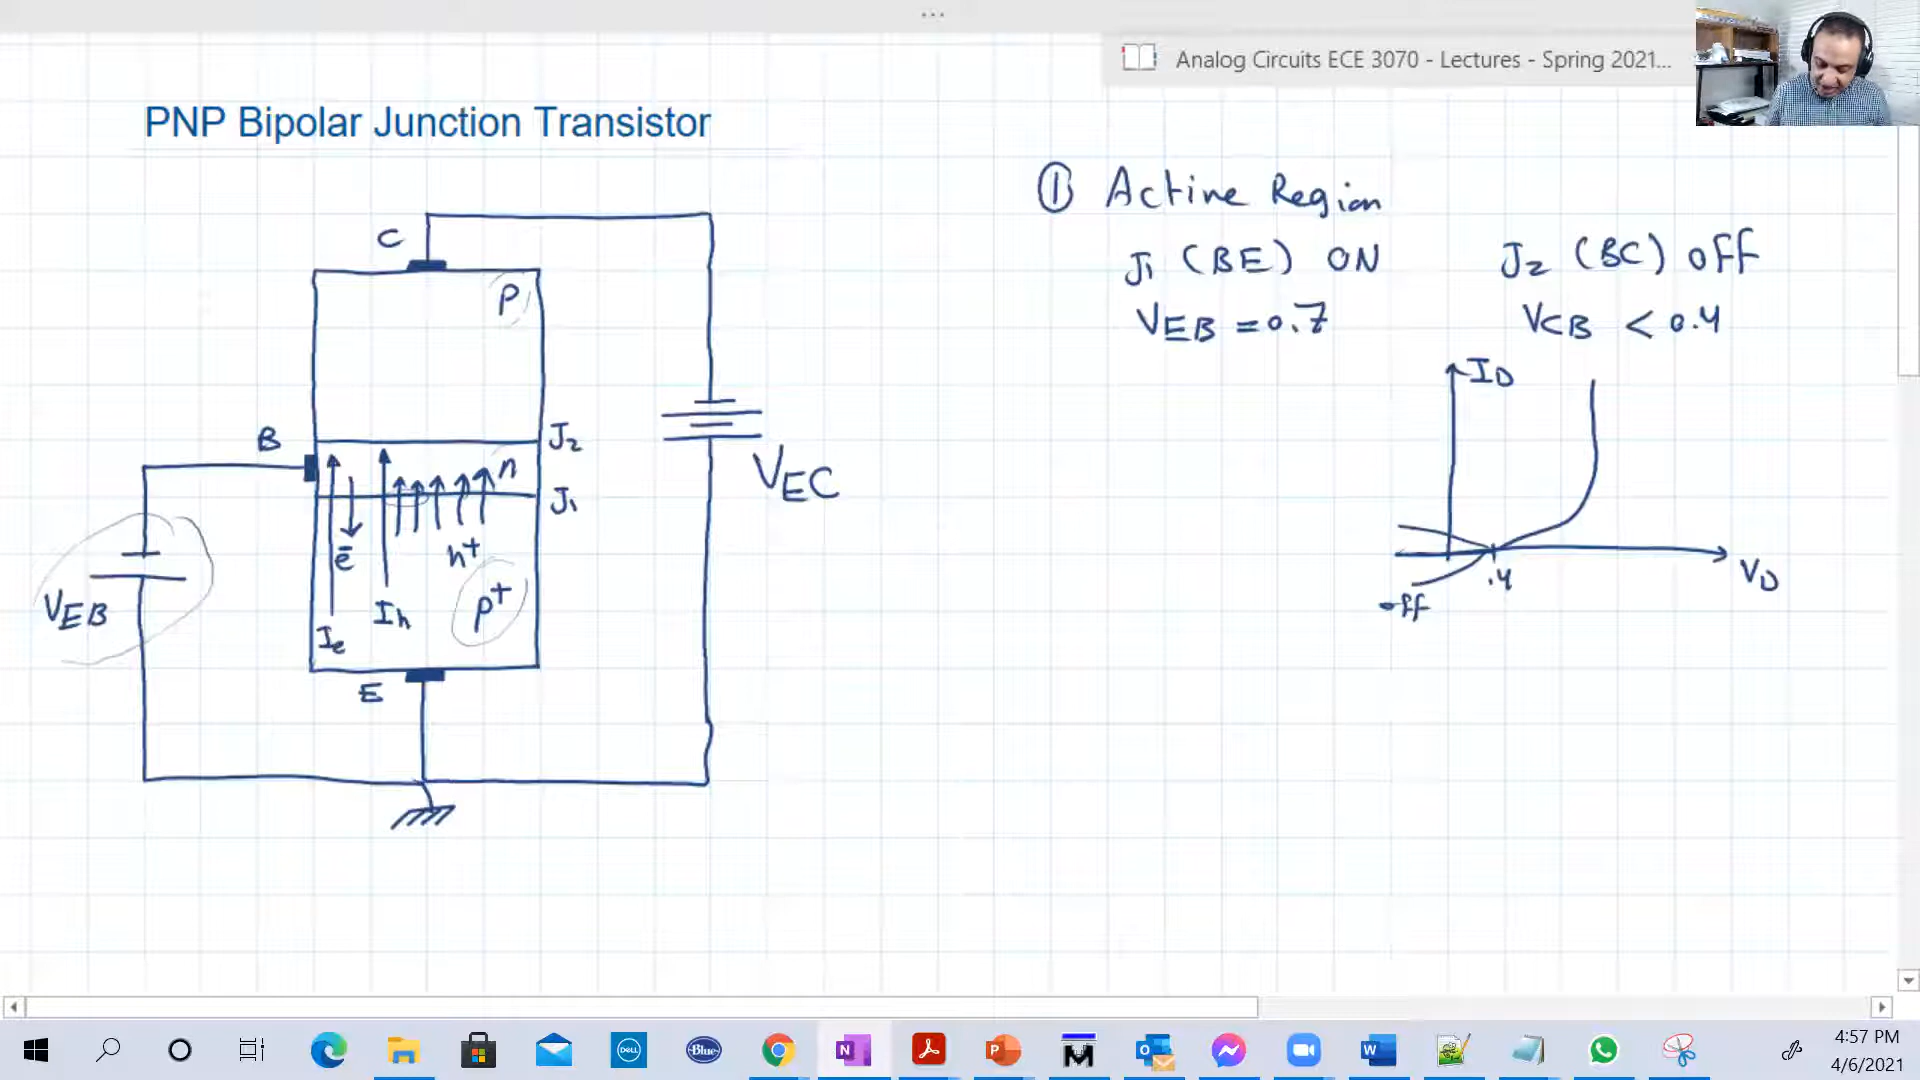 ...
Analog Circuits ECE 3070 - Lectures - Spring 2021...
PNP Bipolar Junction Transistor
① Active Region
J₁ (BE) ON
J₂ (BC) off
VEB = 0.7
VCB < 0.4
C
P
B
J₂
n
J₁
VEC
ē
h⁺
VEB
Ie
Ih
P⁺
E
ID
.4
VD
off
DELL
Blue
N
P
W
4:57 PM
4/6/2021